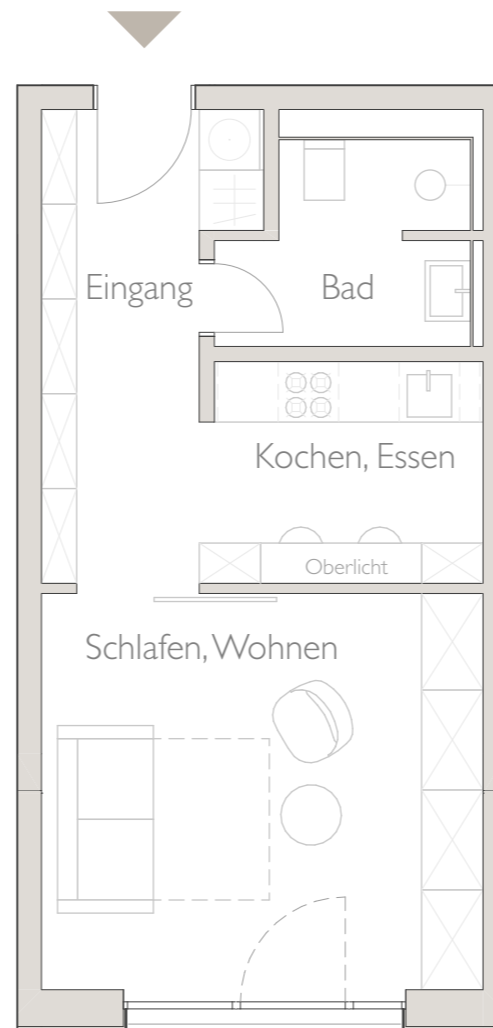 Eingang
Bad
Kochen, Essen
Oberlicht
Schlafen, Wohnen